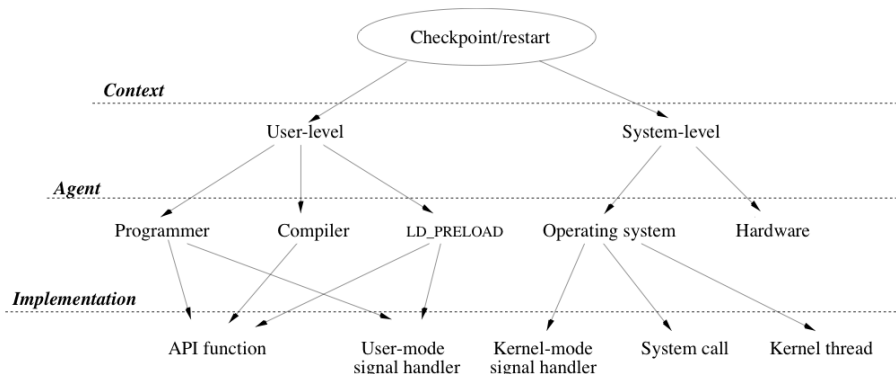 Checkpoint/restart
Context
User-level System-level
Agent
Programmer Compiler LD_PRELOAD Operating system Hardware
Implementation
API function User-mode Kernel-mode System call Kernel thread
signal handler signal handler